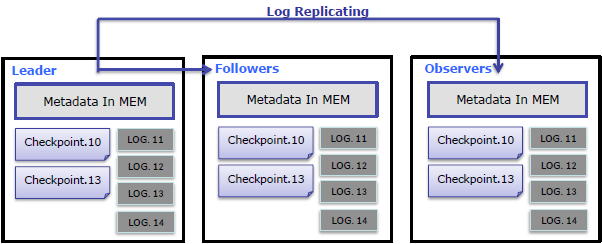 Log Replicating
Leader
Metadata In MEM
Checkpoint.10
Checkpoint.13
LOG. 11
LOG. 12
LOG. 13
LOG. 14
Followers
Metadata In MEM
Checkpoint.10
Checkpoint.13
LOG. 11
LOG. 12
LOG. 13
LOG. 14
Observers
Metadata In MEM
Checkpoint.10
Checkpoint.13
LOG. 11
LOG. 12
LOG. 13
LOG. 14